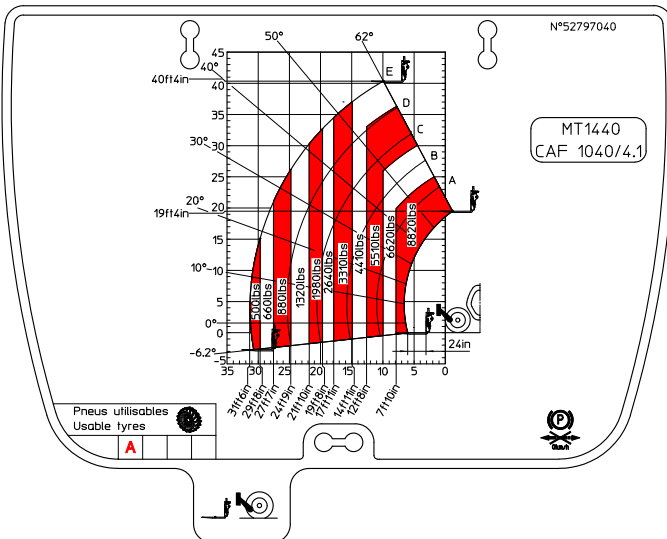 N°52797040
MT1440
CAF 1040/4.1
50°
62°
40°
40ft4in
30°
20°
19ft4in
10°
0°
-6.2°
45
40
35
30
25
20
15
10
5
0
-5
E
D
C
B
A
500lbs
660lbs
880lbs
1320lbs
1980lbs
2640lbs
3310lbs
4410lbs
5510lbs
6620lbs
8820lbs
35
30
25
20
15
10
5
0
24in
31ft6in
29ft8in
27ft7in
24ft9in
21ft10in
19ft8in
17ft11in
14ft11in
12ft8in
7ft10in
Pneus utilisables
Usable tyres
A
P